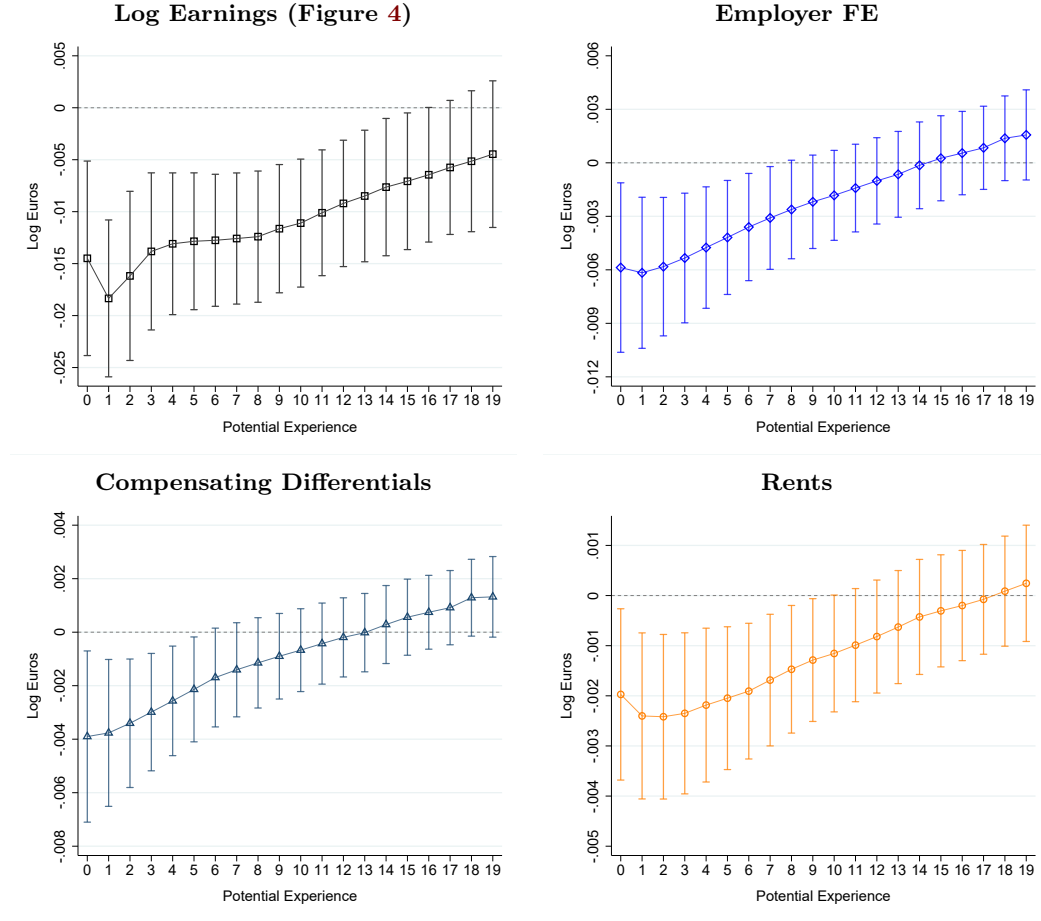 Log Earnings (Figure 4)
Log Euros
.005
0
-.005
-.01
-.015
-.02
-.025
0 1 2 3 4 5 6 7 8 9 10 11 12 13 14 15 16 17 18 19
Potential Experience
Employer FE
Log Euros
.006
.003
0
-.003
-.006
-.009
-.012
0 1 2 3 4 5 6 7 8 9 10 11 12 13 14 15 16 17 18 19
Potential Experience
Compensating Differentials
Log Euros
.004
.002
0
-.002
-.004
-.006
-.008
0 1 2 3 4 5 6 7 8 9 10 11 12 13 14 15 16 17 18 19
Potential Experience
Rents
Log Euros
.001
0
-.001
-.002
-.003
-.004
-.005
0 1 2 3 4 5 6 7 8 9 10 11 12 13 14 15 16 17 18 19
Potential Experience